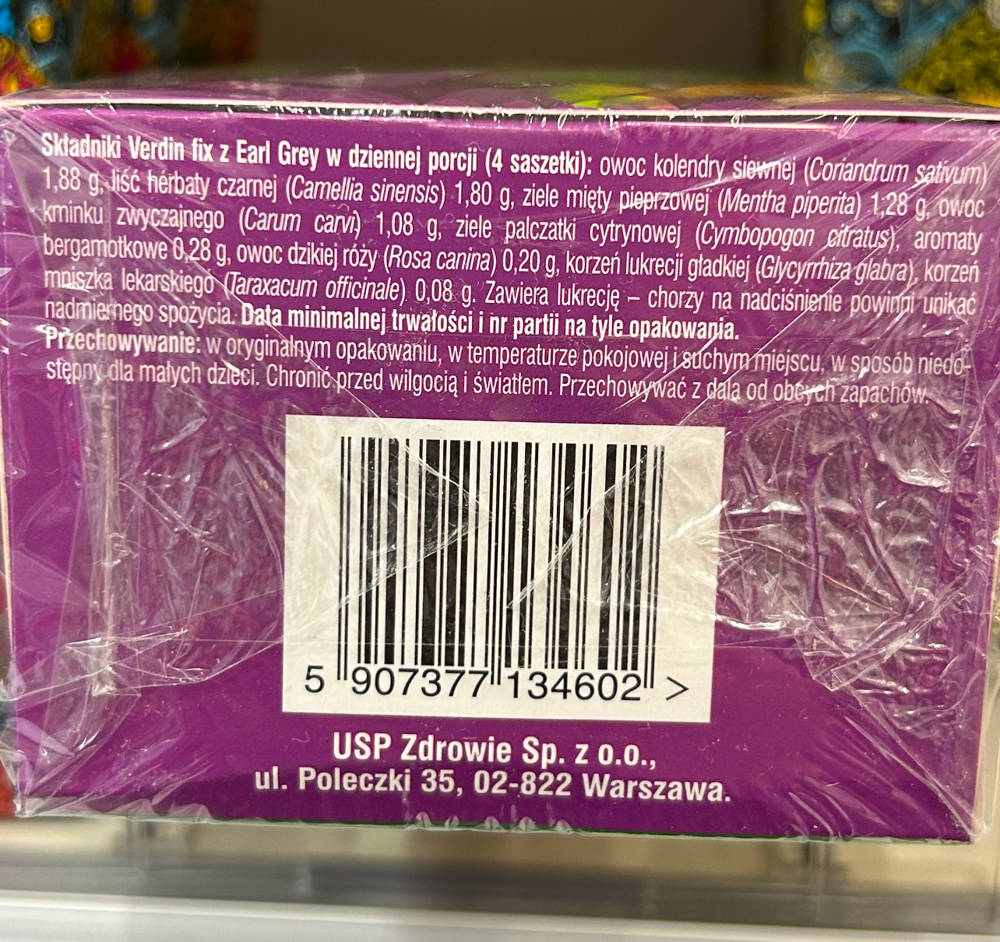 Składniki Verdin fix z Earl Grey w dziennej porcji (4 saszetki): owoc kolendry siewnej (Coriandrum sativum)
1,88 g, liść herbaty czarnej (Camellia sinensis) 1,80 g, ziele mięty pieprzowej (Mentha piperita) 1,28 g, owoc
kminku zwyczajnego (Carum carvi) 1,08 g, ziele palczatki cytrynowej (Cymbopogon citratus), aromaty
bergamotkowe 0,28 g, owoc dzikiej róży (Rosa canina) 0,20 g, korzeń lukrecji gładkiej (Glycyrrhiza glabra), korzeń
mniszka lekarskiego (Taraxacum officinale) 0,08 g. Zawiera lukrecję – chorzy na nadciśnienie powinni unikać
nadmiernego spożycia. Data minimalnej trwałości i nr partii na tyle opakowania.
Przechowywanie: w oryginalnym opakowaniu, w temperaturze pokojowej i suchym miejscu, w sposób niedo-
stępny dla małych dzieci. Chronić przed wilgocią i światłem. Przechowywać z dala od obcych zapachów.
5 907377 134602 >
USP Zdrowie Sp. z o.o.,
ul. Poleczki 35, 02-822 Warszawa.